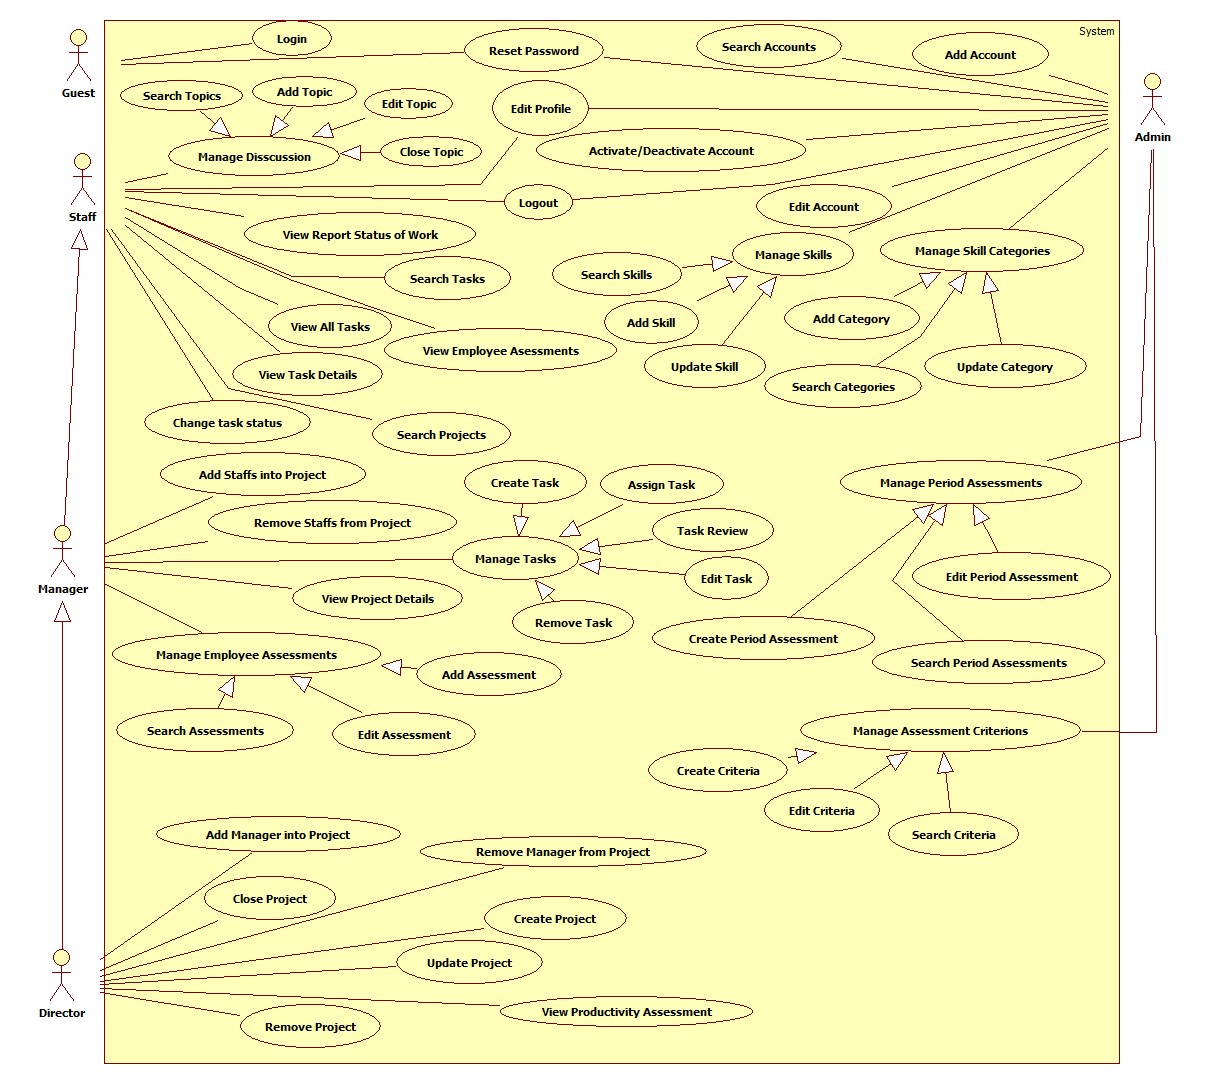 System
Login
Guest
Reset Password
Search Accounts
Add Account
Search Topics
Add Topic
Edit Topic
Edit Profile
Admin
Manage Disscussion
Close Topic
Activate/Deactivate Account
Staff
Logout
Edit Account
View Report Status of Work
Manage Skills
Manage Skill Categories
Search Tasks
Search Skills
View All Tasks
Add Skill
Add Category
View Employee Asessments
View Task Details
Update Skill
Search Categories
Update Category
Change task status
Search Projects
Add Staffs into Project
Create Task
Assign Task
Manage Period Assessments
Remove Staffs from Project
Task Review
Manage Tasks
Manager
Edit Task
Edit Period Assessment
View Project Details
Remove Task
Create Period Assessment
Manage Employee Assessments
Search Period Assessments
Add Assessment
Search Assessments
Edit Assessment
Manage Assessment Criterions
Create Criteria
Edit Criteria
Search Criteria
Add Manager into Project
Remove Manager from Project
Close Project
Create Project
Update Project
Director
View Productivity Assessment
Remove Project